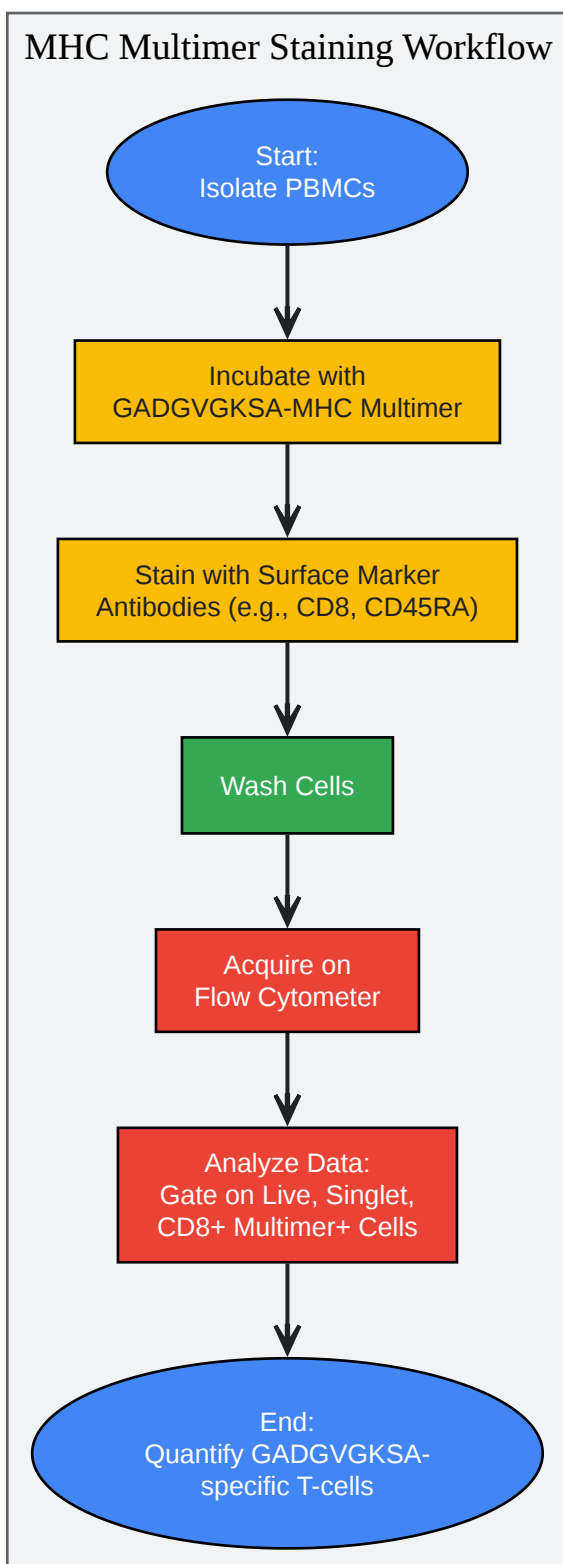 MHC Multimer Staining Workflow
Start:
Isolate PBMCs
Incubate with
GADGVGKSA-MHC Multimer
Stain with Surface Marker
Antibodies (e.g., CD8, CD45RA)
Wash Cells
Acquire on
Flow Cytometer
Analyze Data:
Gate on Live, Singlet,
CD8+ Multimer+ Cells
End:
Quantify GADGVGKSA-
specific T-cells